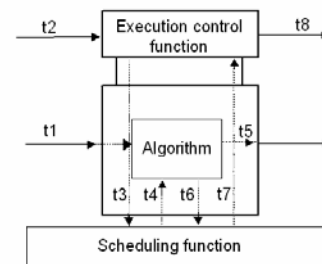 Execution control
function
t2
t8
t1
Algorithm
t5
t3
t4
t6
t7
Scheduling function